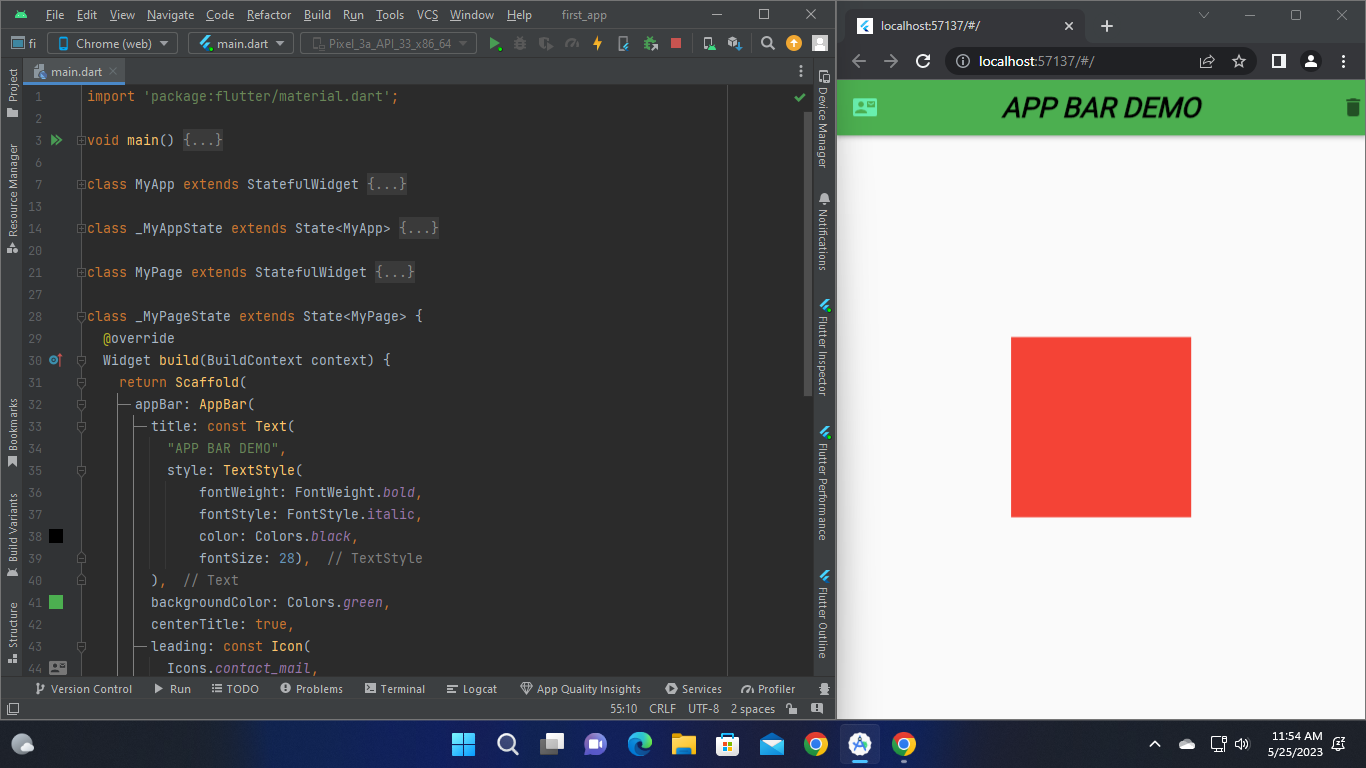 File Edit View Navigate Code Refactor Build Run Tools VCS Window Help first_app
fi Chrome (web) main.dart Pixel_3a_API_33_x86_64
main.dart
Project
Resource Manager
Bookmarks
Build Variants
Structure
1 import 'package:flutter/material.dart';
2
3 void main() {...}
6
7 class MyApp extends StatefulWidget {...}
13
14 class _MyAppState extends State<MyApp> {...}
20
21 class MyPage extends StatefulWidget {...}
27
28 class _MyPageState extends State<MyPage> {
29 @override
30 Widget build(BuildContext context) {
31 return Scaffold(
32 appBar: AppBar(
33 title: const Text(
34 "APP BAR DEMO",
35 style: TextStyle(
36 fontWeight: FontWeight.bold,
37 fontStyle: FontStyle.italic,
38 color: Colors.black,
39 fontSize: 28), // TextStyle
40 ), // Text
41 backgroundColor: Colors.green,
42 centerTitle: true,
43 leading: const Icon(
44 Icons.contact_mail,
Device Manager
Notifications
Flutter Inspector
Flutter Performance
Flutter Outline
Version Control Run TODO Problems Terminal Logcat App Quality Insights Services Profiler
55:10 CRLF UTF-8 2 spaces
localhost:57137/#/
localhost:57137/#/
APP BAR DEMO
11:54 AM
5/25/2023